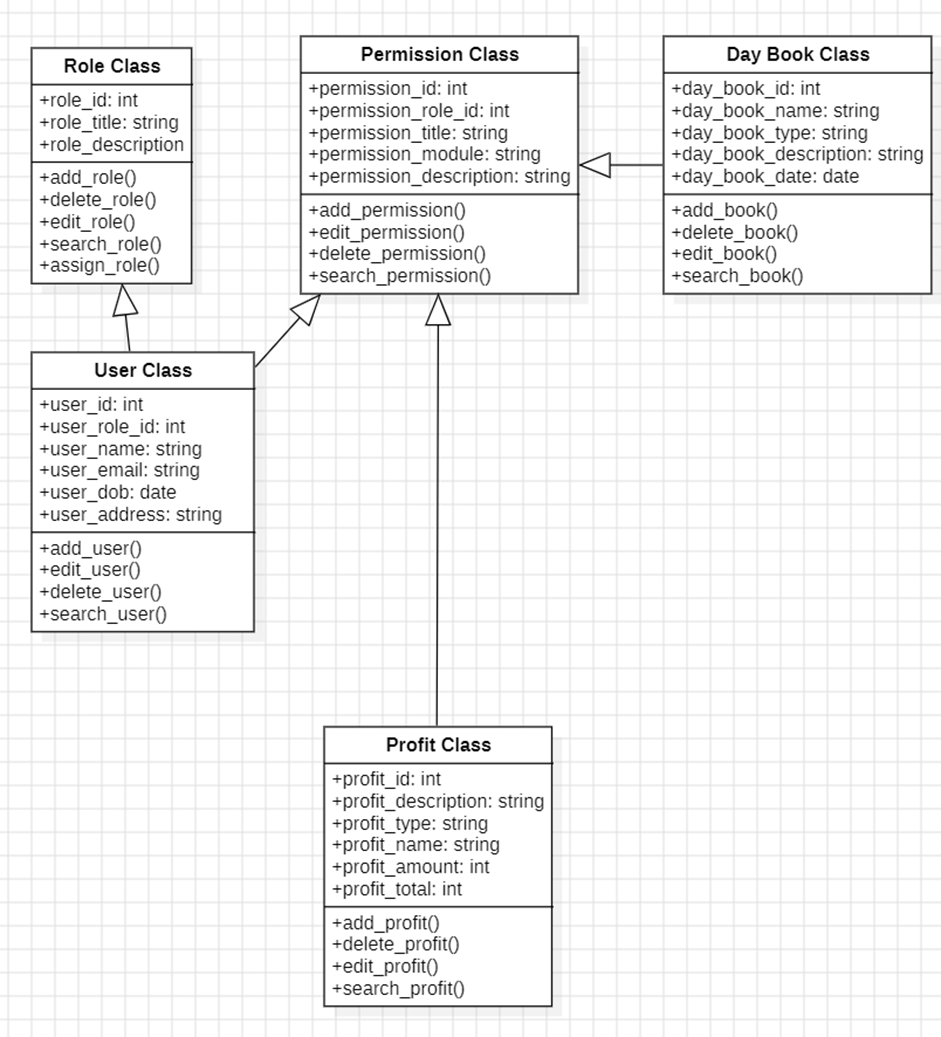 Role Class
+role_id: int
+role_title: string
+role_description
+add_role()
+delete_role()
+edit_role()
+search_role()
+assign_role()
Permission Class
+permission_id: int
+permission_role_id: int
+permission_title: string
+permission_module: string
+permission_description: string
+add_permission()
+edit_permission()
+delete_permission()
+search_permission()
Day Book Class
+day_book_id: int
+day_book_name: string
+day_book_type: string
+day_book_description: string
+day_book_date: date
+add_book()
+delete_book()
+edit_book()
+search_book()
User Class
+user_id: int
+user_role_id: int
+user_name: string
+user_email: string
+user_dob: date
+user_address: string
+add_user()
+edit_user()
+delete_user()
+search_user()
Profit Class
+profit_id: int
+profit_description: string
+profit_type: string
+profit_name: string
+profit_amount: int
+profit_total: int
+add_profit()
+delete_profit()
+edit_profit()
+search_profit()